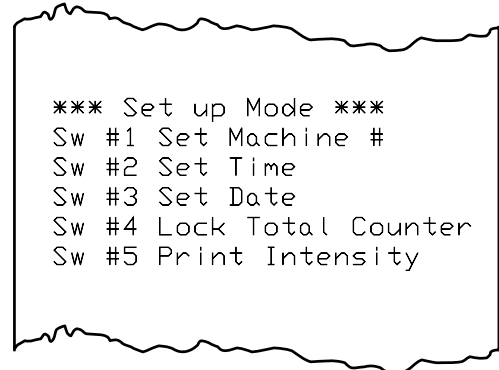 *** Set up Mode ***
Sw #1 Set Machine #
Sw #2 Set Time
Sw #3 Set Date
Sw #4 Lock Total Counter
Sw #5 Print Intensity